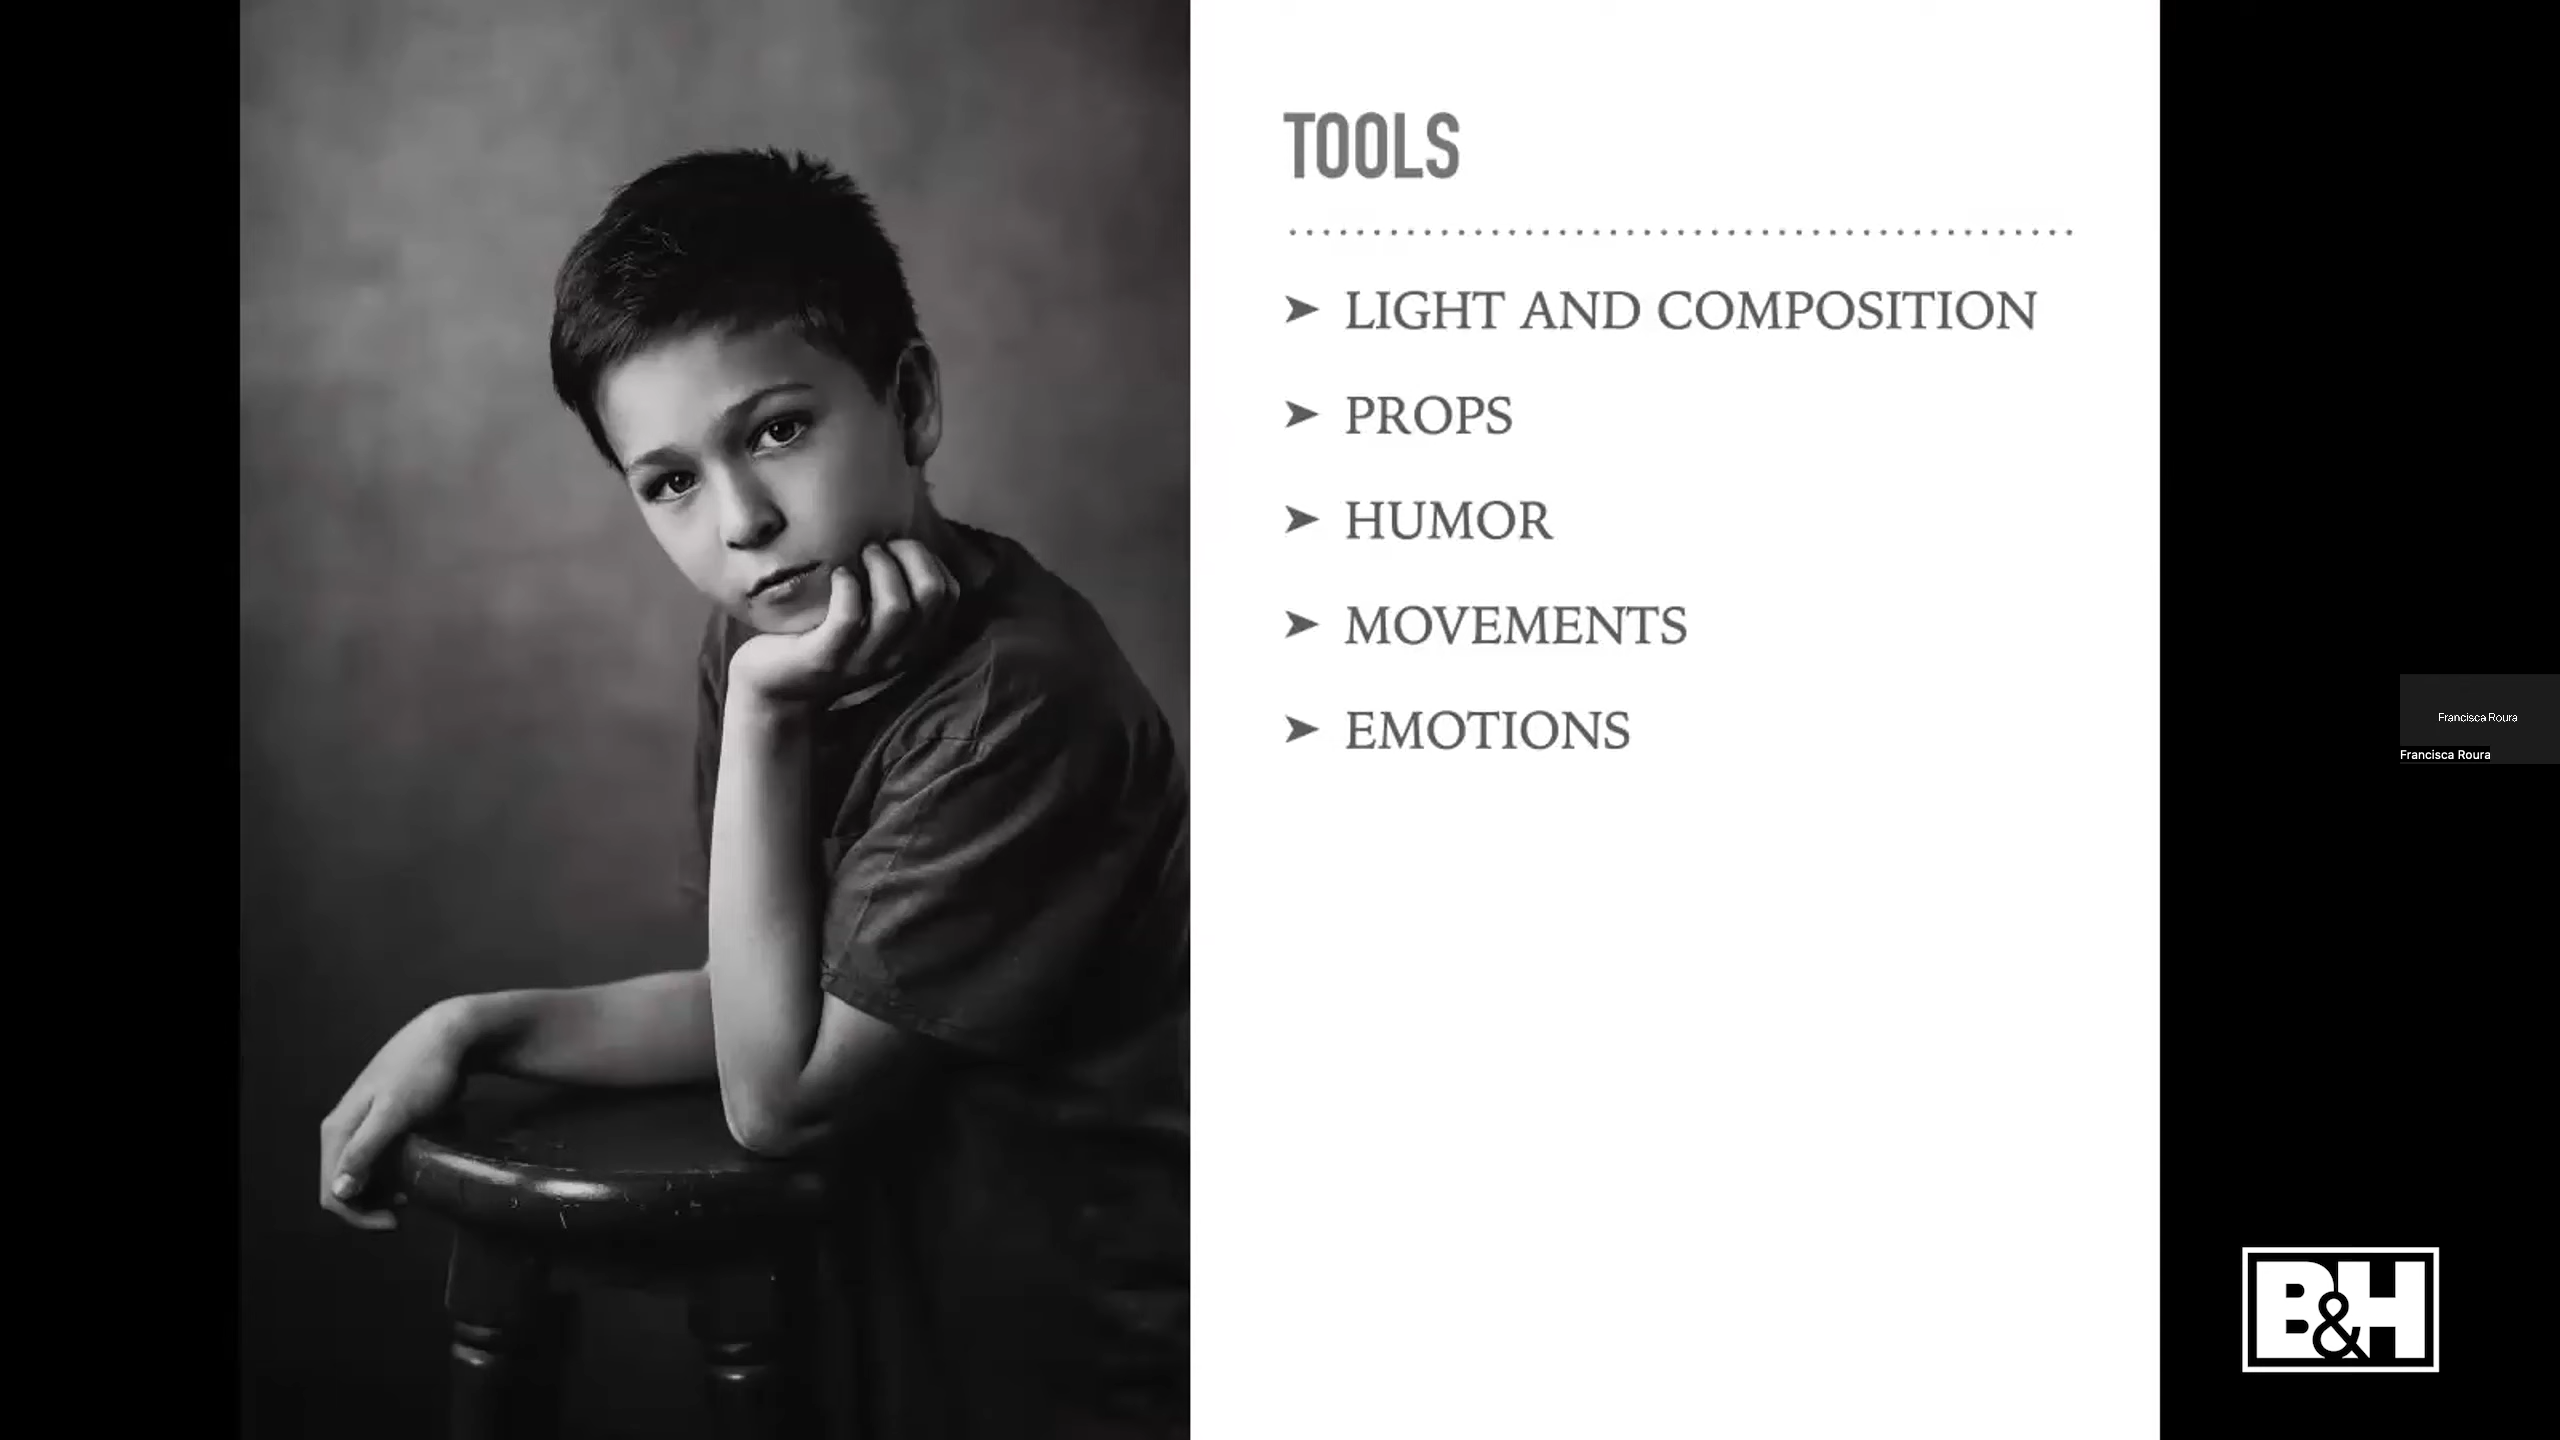 TOOLS
➤ LIGHT AND COMPOSITION
➤ PROPS
➤ HUMOR
➤ MOVEMENTS
➤ EMOTIONS
Francisca Roura
Francisca Roura
B&H